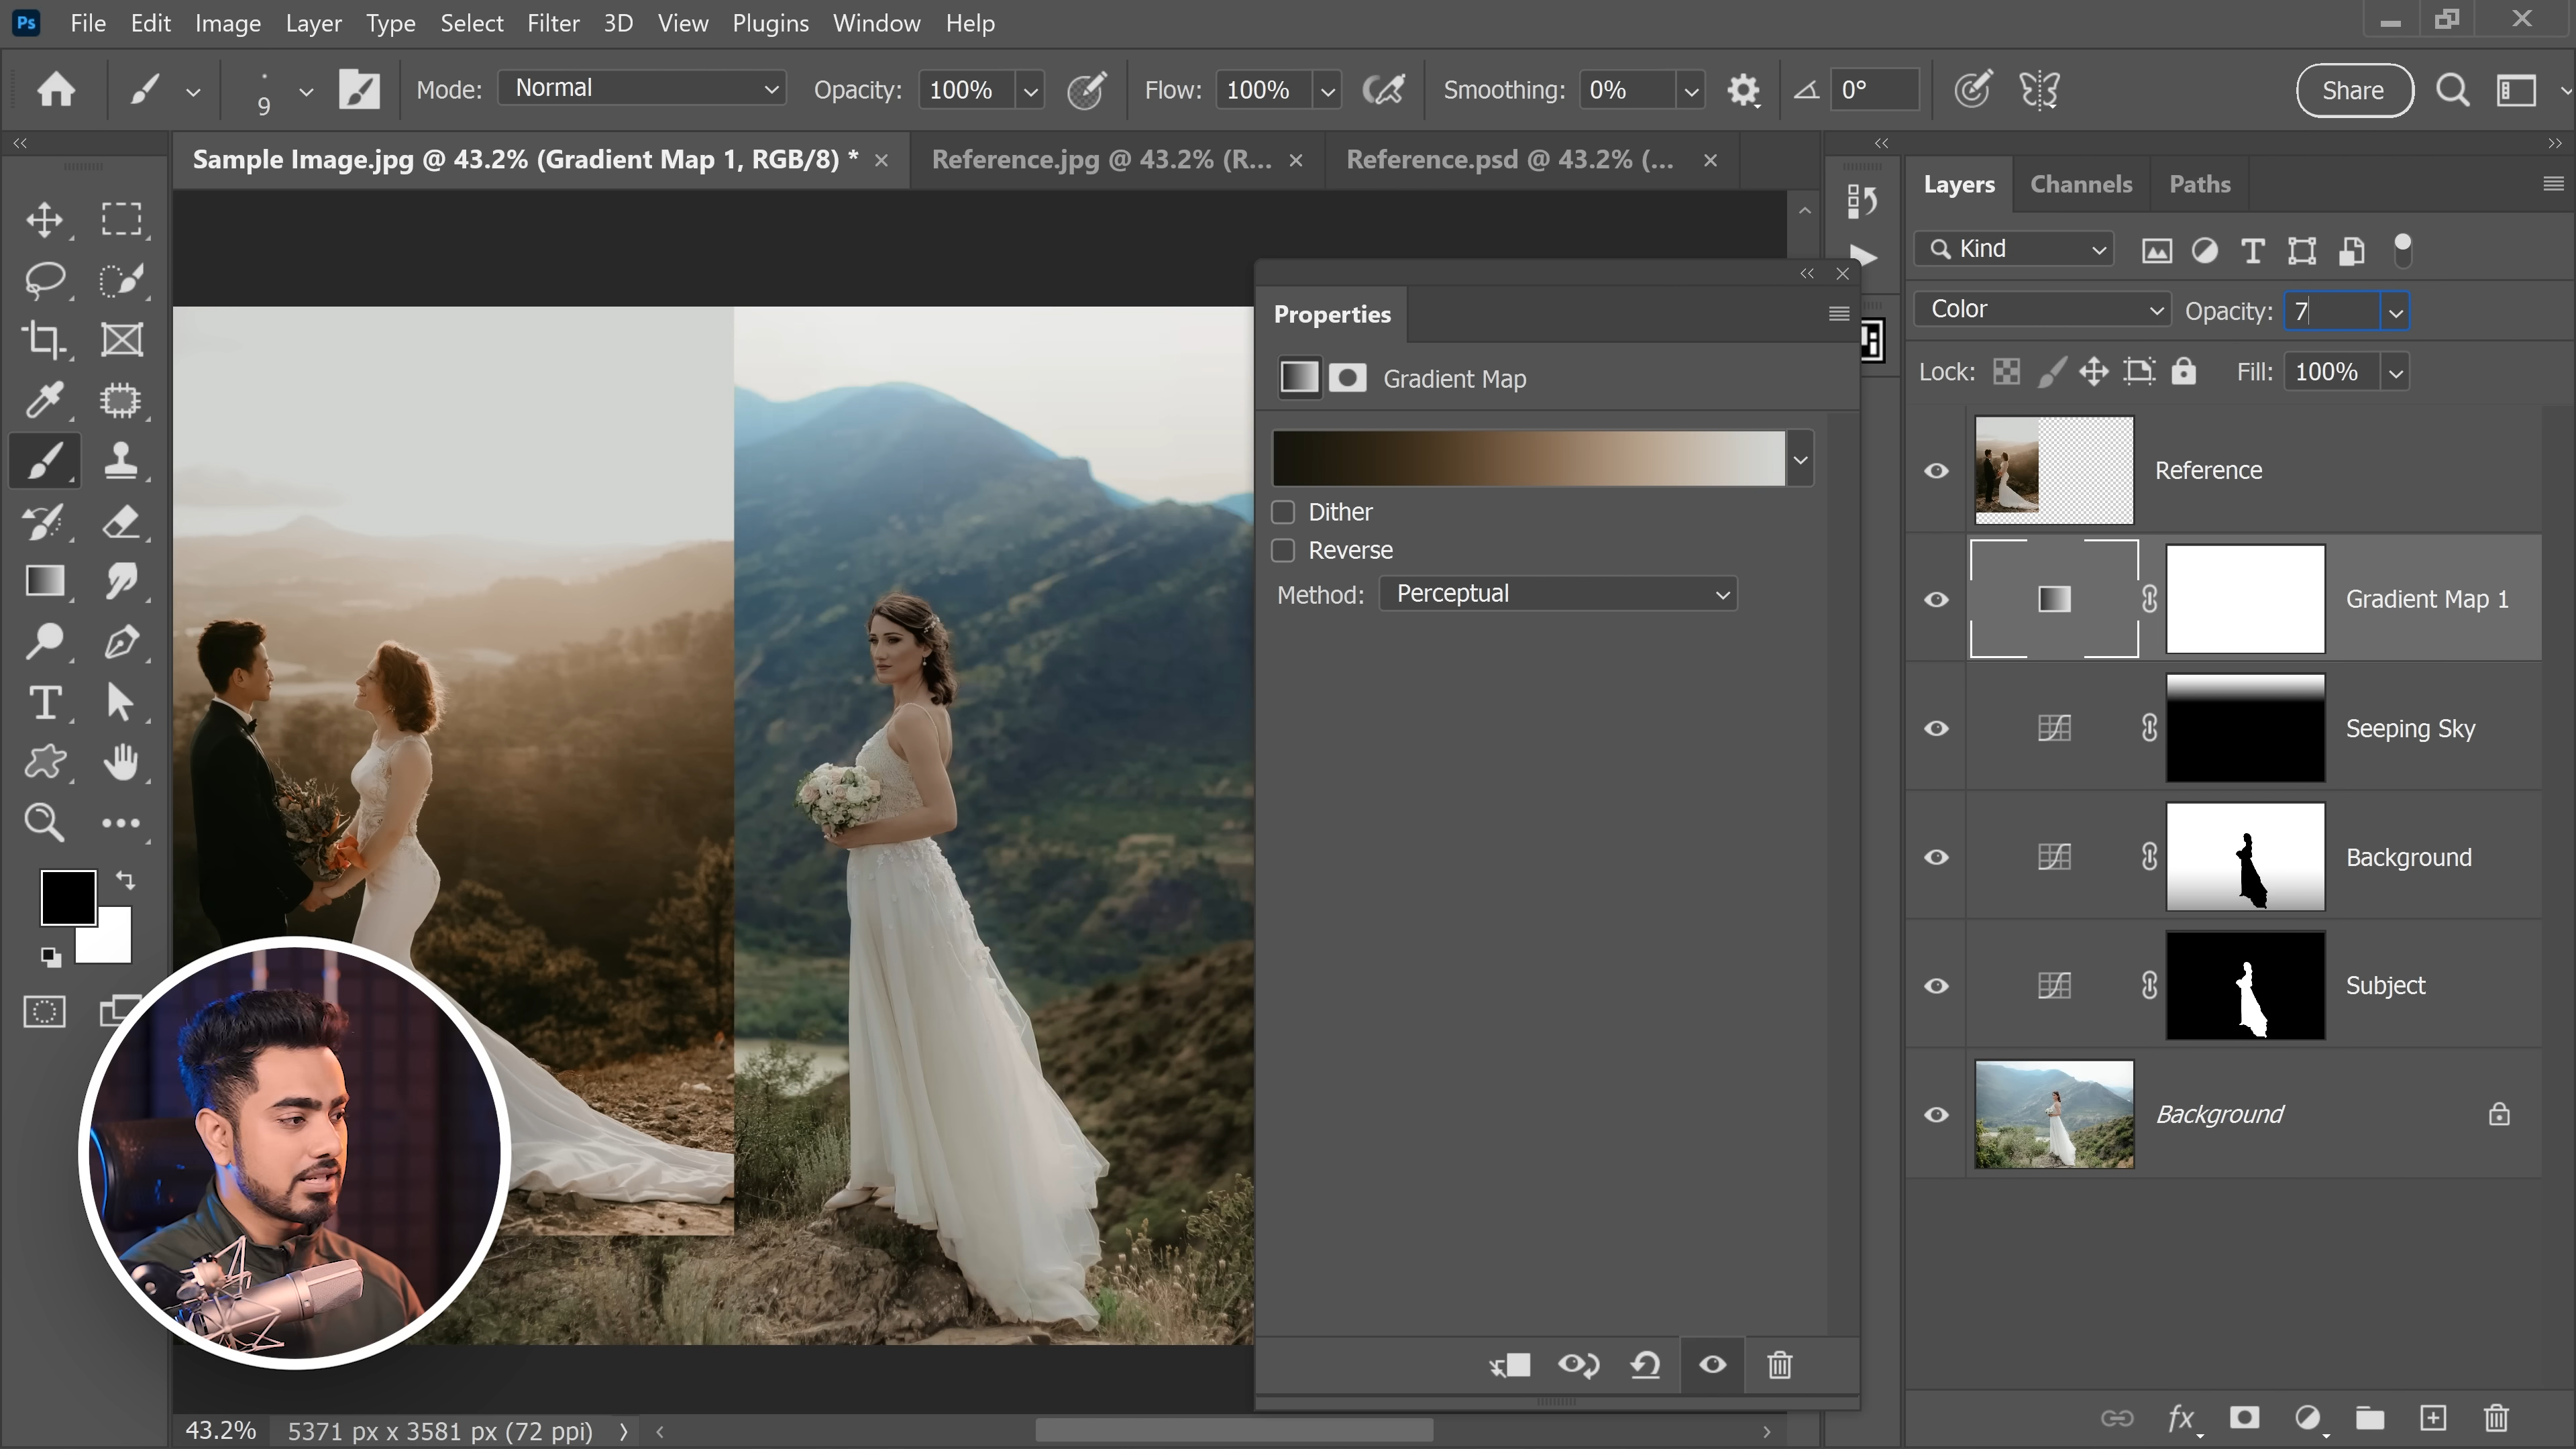 Ps File Edit Image Layer Type Select Filter 3D View Plugins Window Help
9 Mode: Normal Opacity: 100% Flow: 100% Smoothing: 0% 0° Share
Sample Image.jpg @ 43.2% (Gradient Map 1, RGB/8) * Reference.jpg @ 43.2% (R... Reference.psd @ 43.2% (...
Layers Channels Paths
Kind
Color Opacity: 7
Lock: Fill: 100%
Properties
Gradient Map
Dither
Reverse
Method: Perceptual
Reference
Gradient Map 1
Seeping Sky
Background
Subject
Background
43.2% 5371 px x 3581 px (72 ppi)
fx